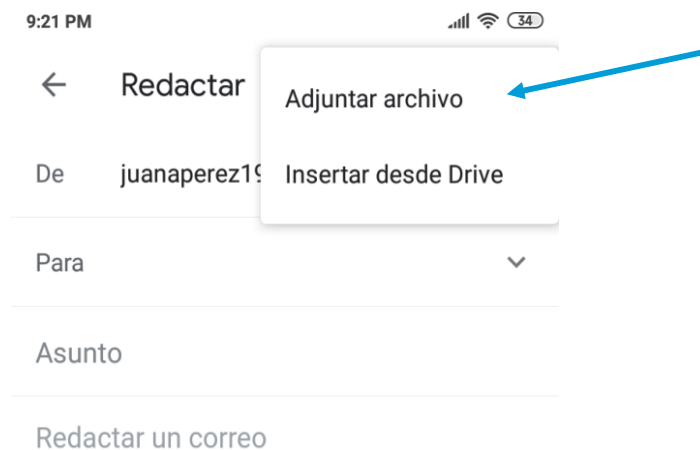 9:21 PM 34
Redactar
Adjuntar archivo
De juanaperez19
Insertar desde Drive
Para
Asunto
Redactar un correo